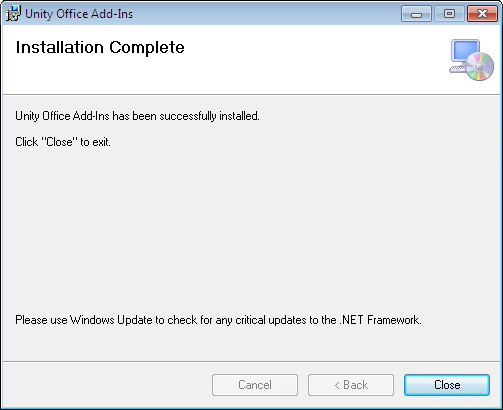 Unity Office Add-Ins
Installation Complete
Unity Office Add-Ins has been successfully installed.
Click "Close" to exit.
Please use Windows Update to check for any critical updates to the .NET Framework.
Cancel
< Back
Close